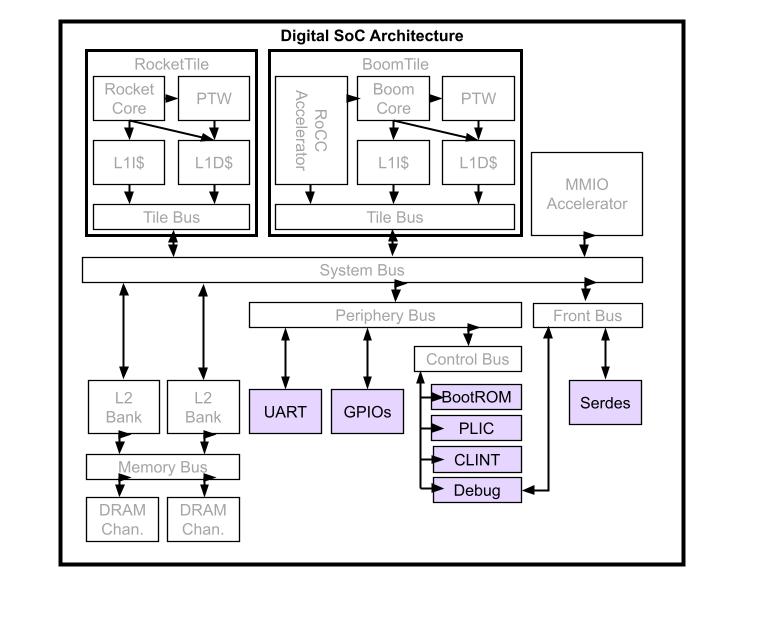 Digital SoC Architecture
RocketTile
Rocket
Core
PTW
L1I$
L1D$
Tile Bus
BoomTile
RoCC
Accelerator
Boom
Core
PTW
L1I$
L1D$
Tile Bus
MMIO
Accelerator
System Bus
Periphery Bus
Front Bus
Control Bus
L2
Bank
L2
Bank
UART
GPIOs
BootROM
PLIC
CLINT
Debug
Serdes
Memory Bus
DRAM
Chan.
DRAM
Chan.